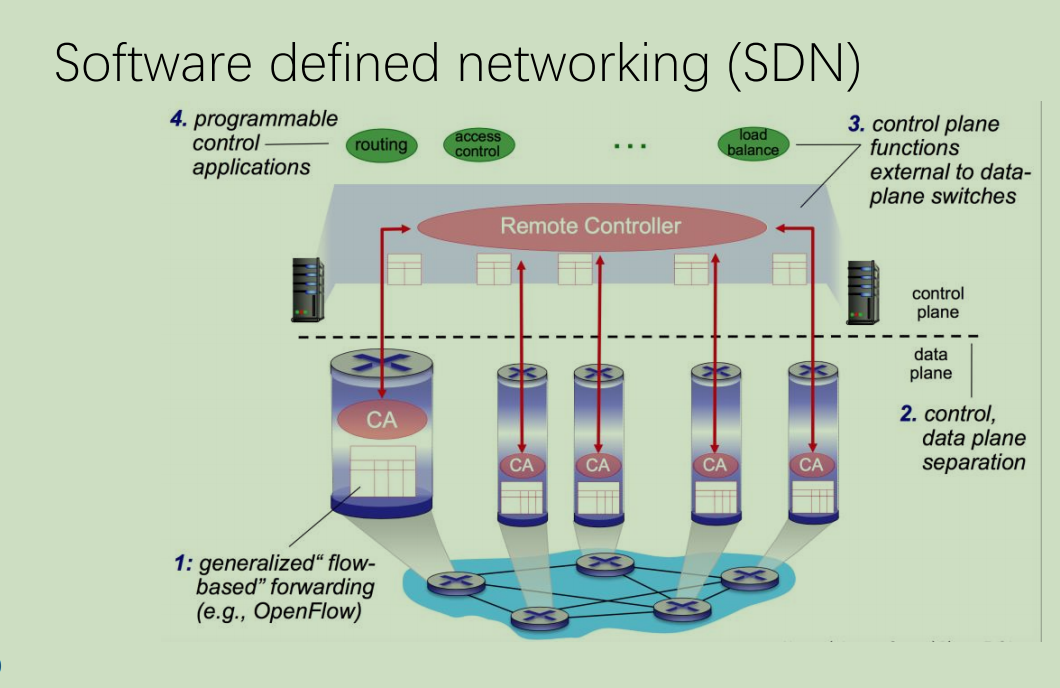 Software defined networking (SDN)
4. programmable
control
applications
routing
access
control
...
load
balance
3. control plane
functions
external to data-
plane switches
Remote Controller
control
plane
data
plane
CA
CA
CA
CA
CA
2. control,
data plane
separation
1: generalized“ flow-
based” forwarding
(e.g., OpenFlow)